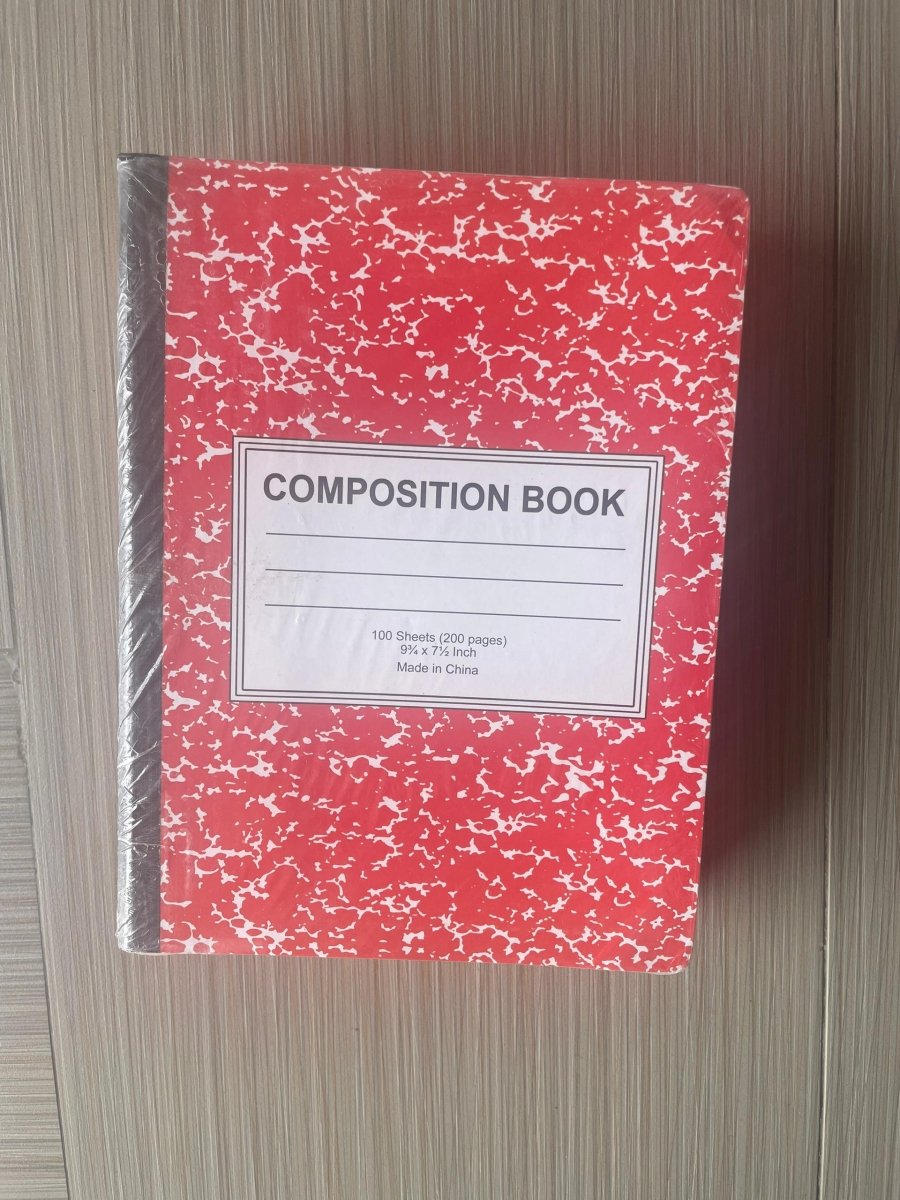 COMPOSITION BOOK
100 Sheets (200 pages)
9¾ x 7½ Inch
Made in China